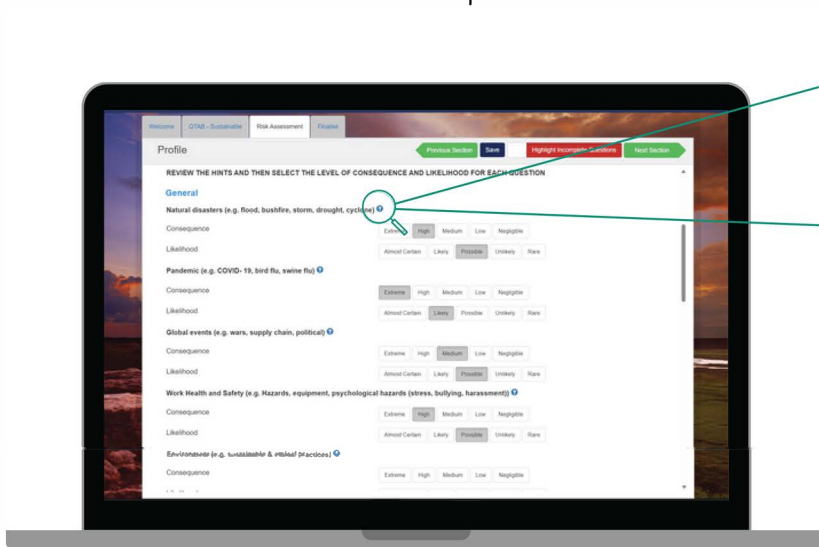 Welcome QTAB - Sustainable Risk Assessment Finalise
Profile Previous Section Save Highlight Incomplete Questions Next Section
REVIEW THE HINTS AND THEN SELECT THE LEVEL OF CONSEQUENCE AND LIKELIHOOD FOR EACH QUESTION
General
Natural disasters (e.g. flood, bushfire, storm, drought, cyclone)
Consequence Extreme High Medium Low Negligible
Likelihood Almost Certain Likely Possible Unlikely Rare
Pandemic (e.g. COVID- 19, bird flu, swine flu)
Consequence Extreme High Medium Low Negligible
Likelihood Almost Certain Likely Possible Unlikely Rare
Global events (e.g. wars, supply chain, political)
Consequence Extreme High Medium Low Negligible
Likelihood Almost Certain Likely Possible Unlikely Rare
Work Health and Safety (e.g. Hazards, equipment, psychological hazards (stress, bullying, harassment))
Consequence Extreme High Medium Low Negligible
Likelihood Almost Certain Likely Possible Unlikely Rare
Environmental (e.g. sustainable & ethical practices)
Consequence Extreme High Medium Low Negligible